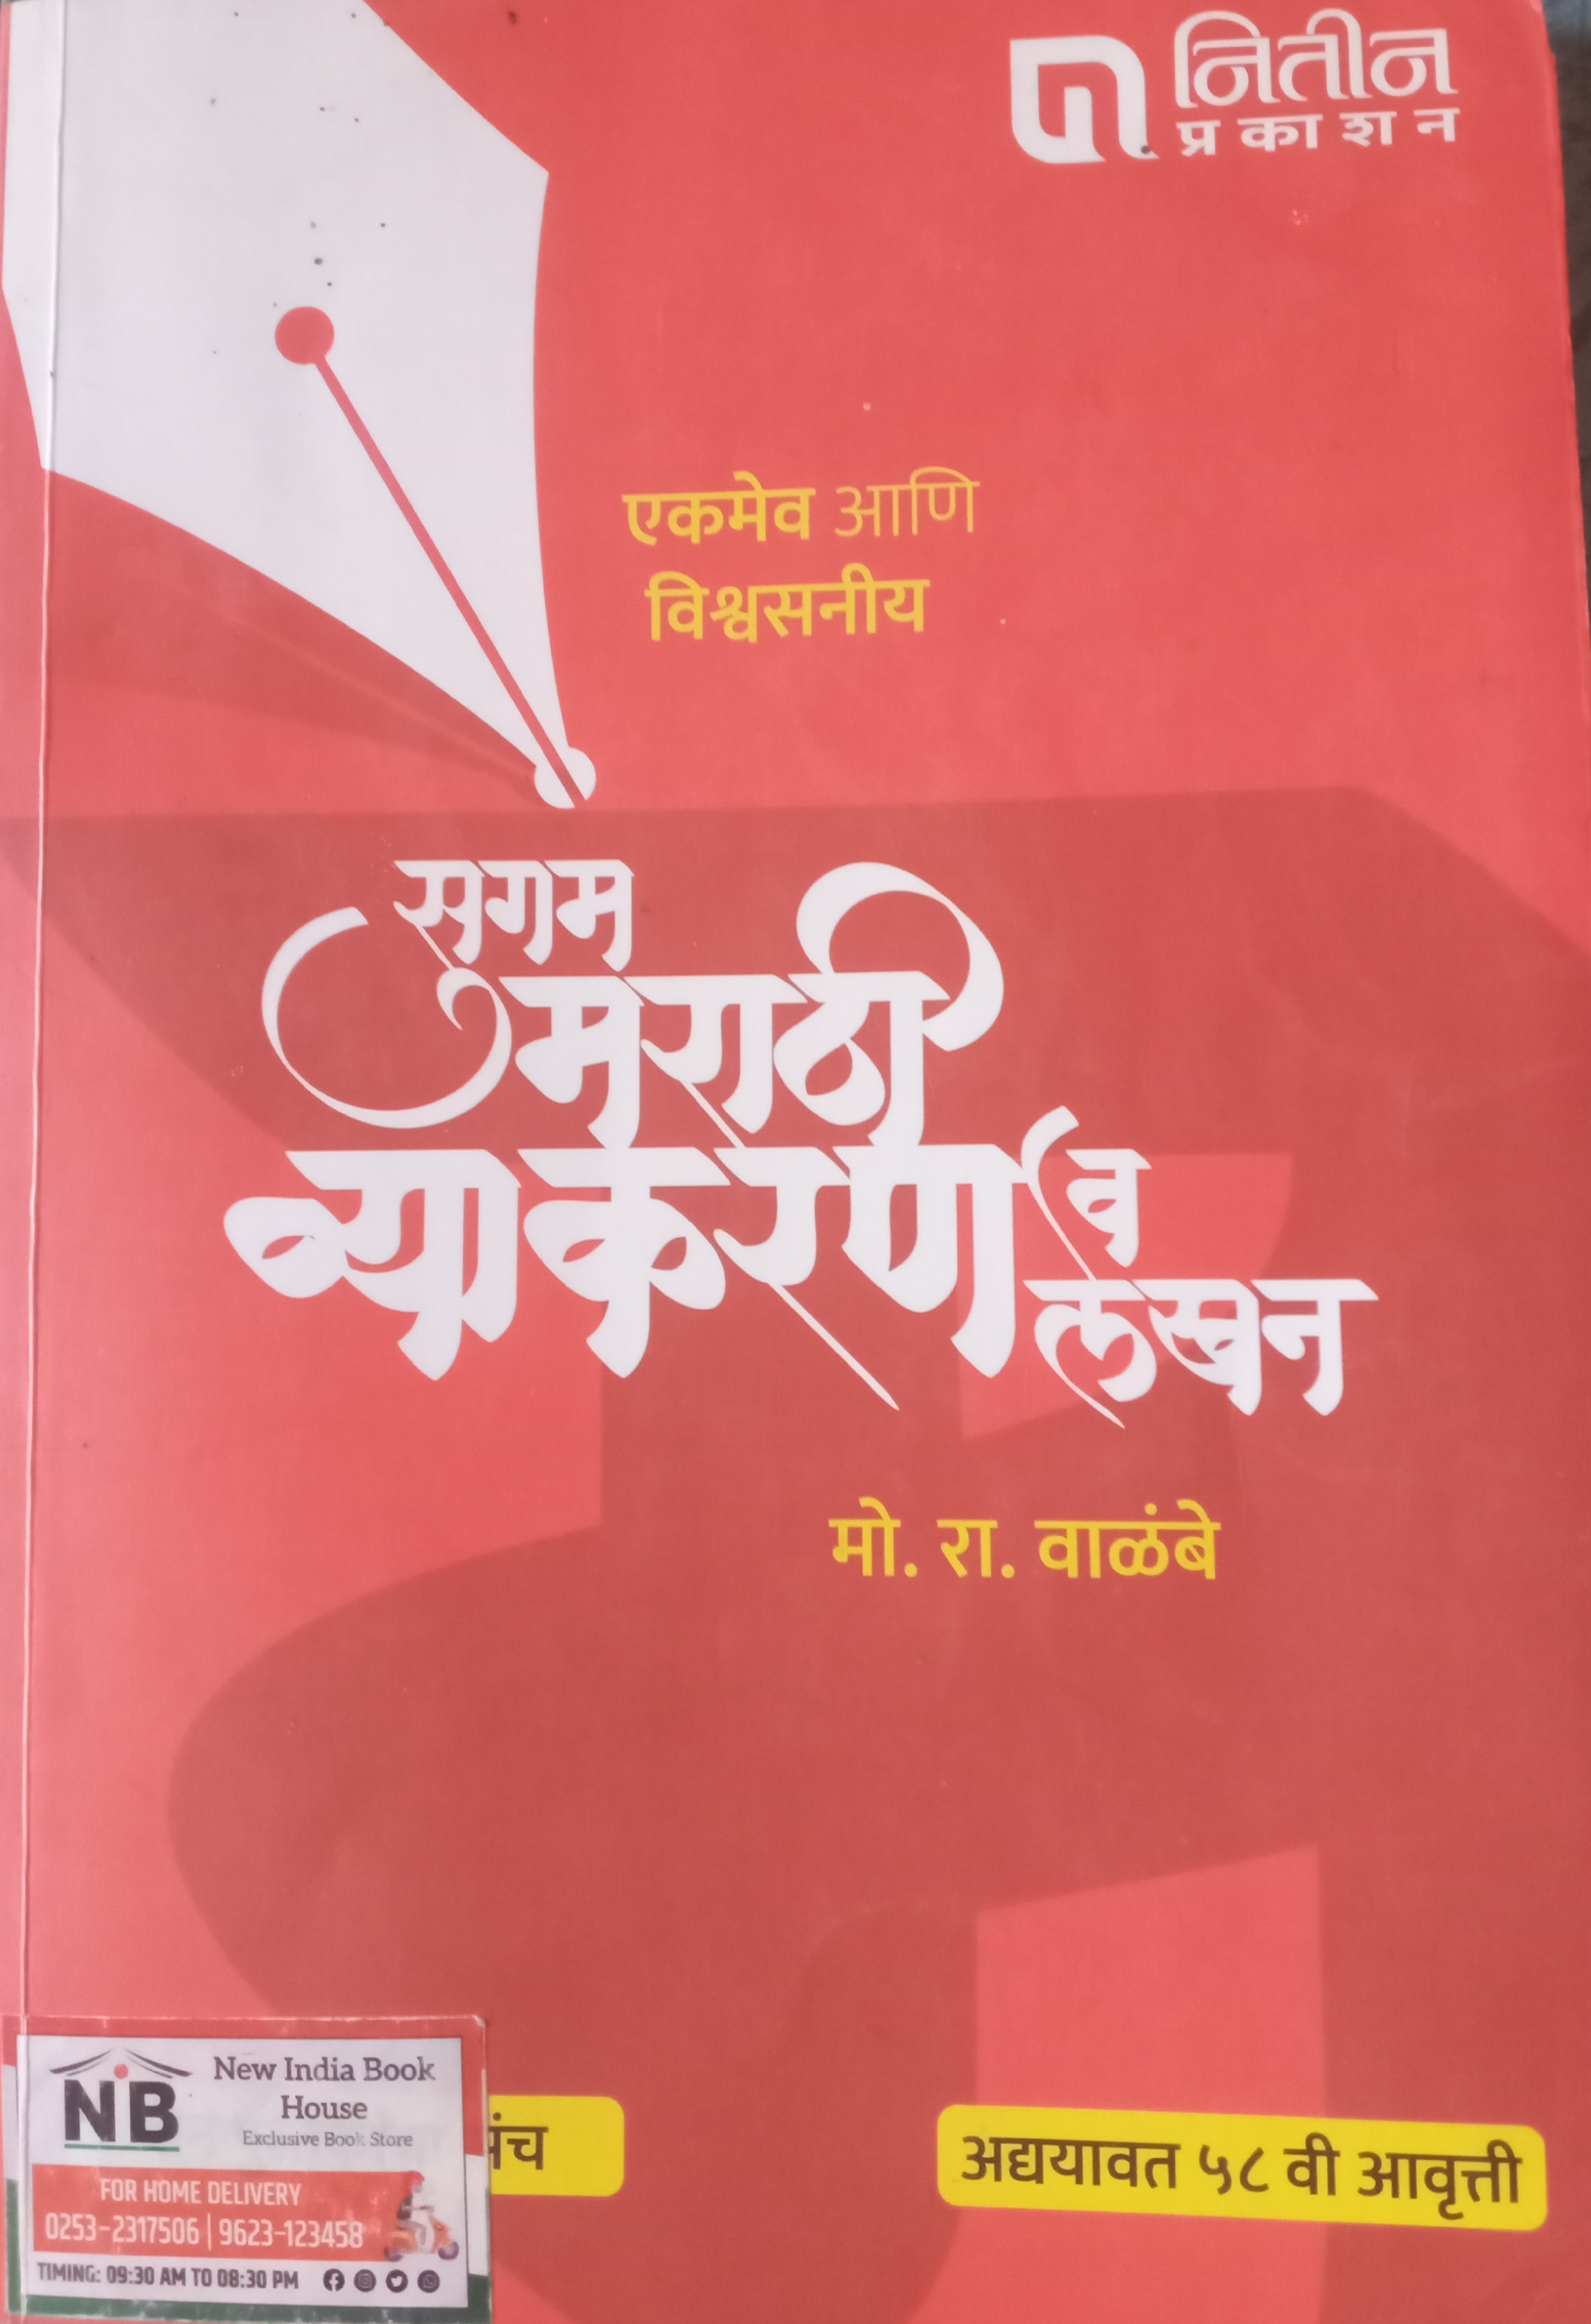 नितीन
प्रकाशन
एकमेव आणि
विश्वसनीय
सुगम
मराठी
व्याकरण व
लेखन
मो. रा. वाळंबे
New India Book
House
Exclusive Book Store
FOR HOME DELIVERY
0253-2317506 | 9623-123458
TIMING: 09:30 AM TO 08:30 PM
अद्ययावत ५८ वी आवृत्ती